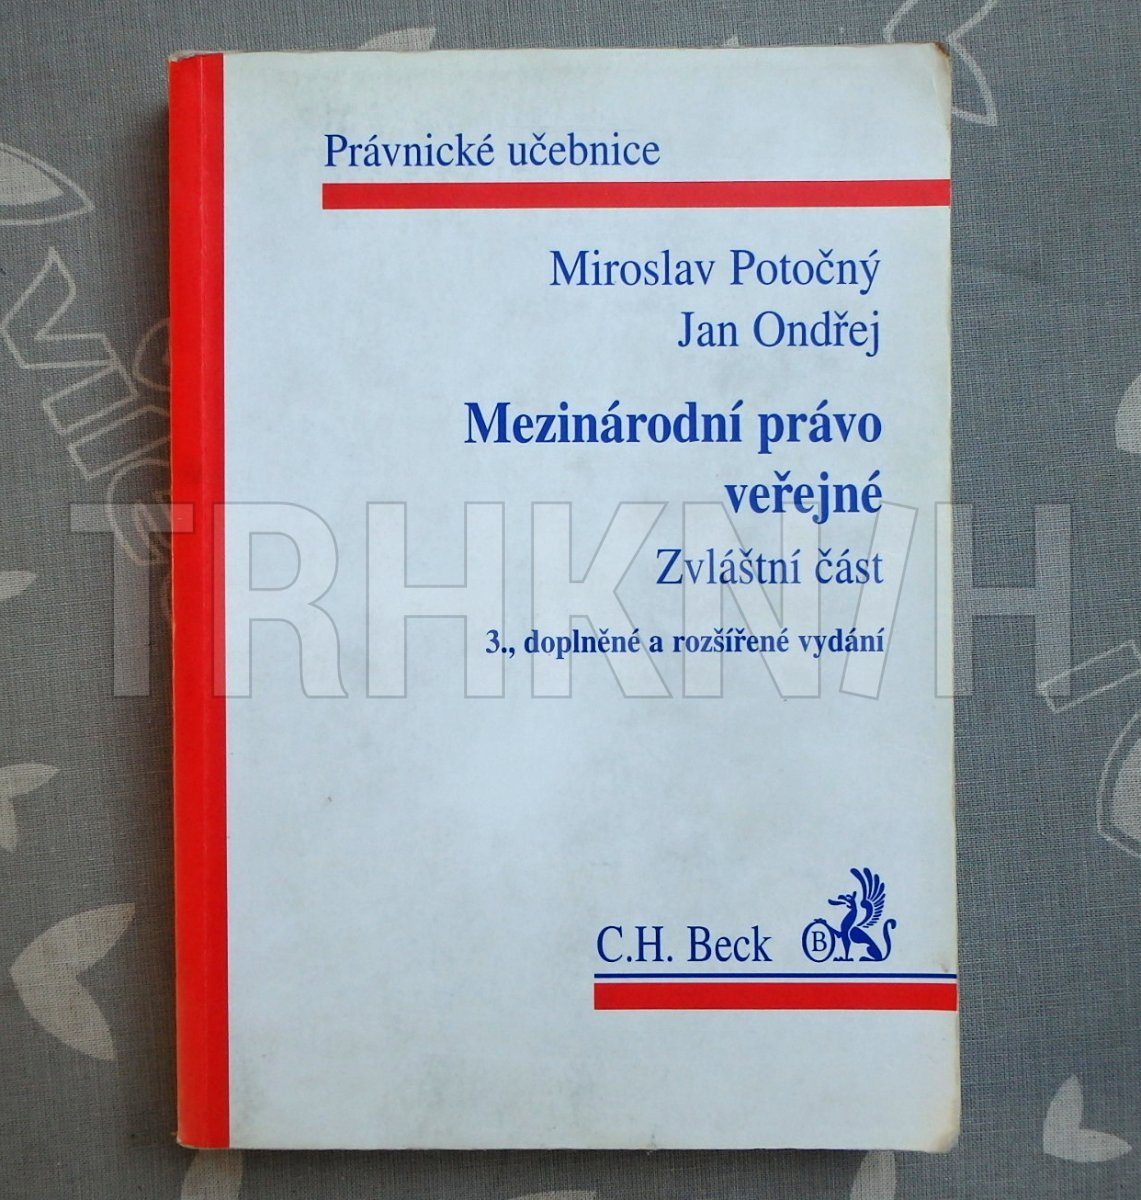 Právnické učebnice
Miroslav Potočný
Jan Ondřej
Mezinárodní právo
veřejné
Zvláštní část
3., doplněné a rozšířené vydání
C.H. Beck
B
TRHKNIH